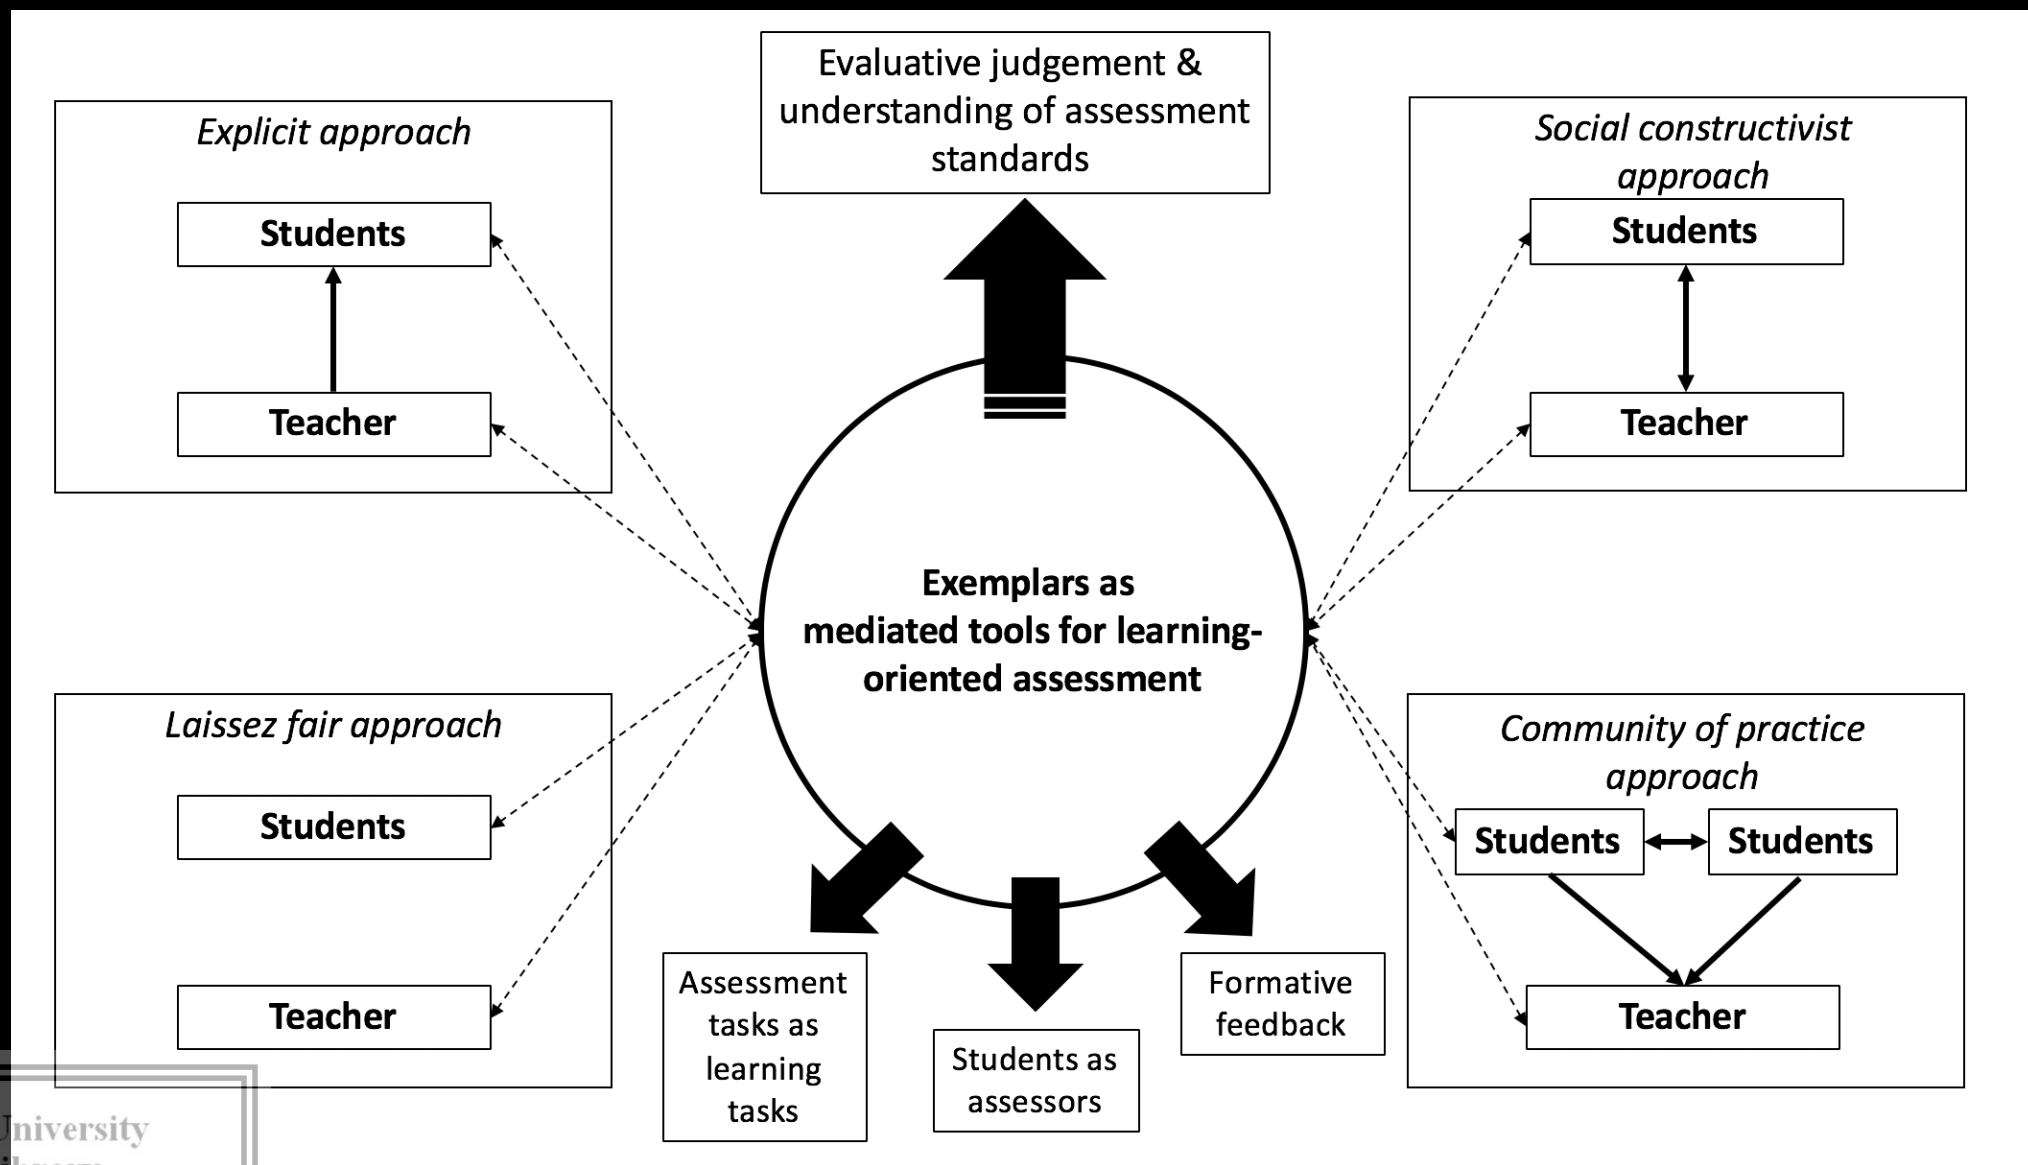 Evaluative judgement &
understanding of assessment
standards
Explicit approach
Students
Teacher
Social constructivist
approach
Students
Teacher
Exemplars as
mediated tools for learning-
oriented assessment
Laissez fair approach
Students
Teacher
Community of practice
approach
Students
Students
Teacher
Assessment
tasks as
learning
tasks
Students as
assessors
Formative
feedback
University